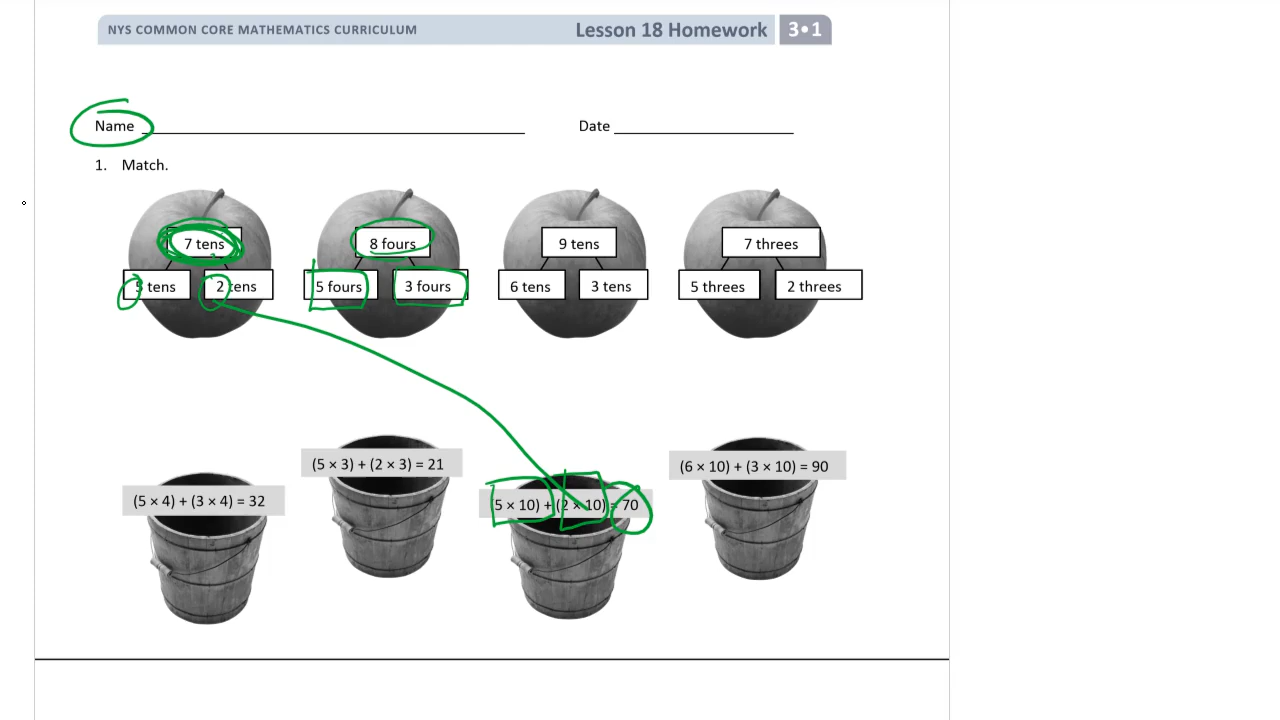 NYS COMMON CORE MATHEMATICS CURRICULUM Lesson 18 Homework 3•1
Name Date
1. Match.
7 tens 8 fours 9 tens 7 threes
5 tens 2 tens 5 fours 3 fours 6 tens 3 tens 5 threes 2 threes
(5 × 3) + (2 × 3) = 21 (6 × 10) + (3 × 10) = 90
(5 × 4) + (3 × 4) = 32 (5 × 10) + (2 × 10) = 70